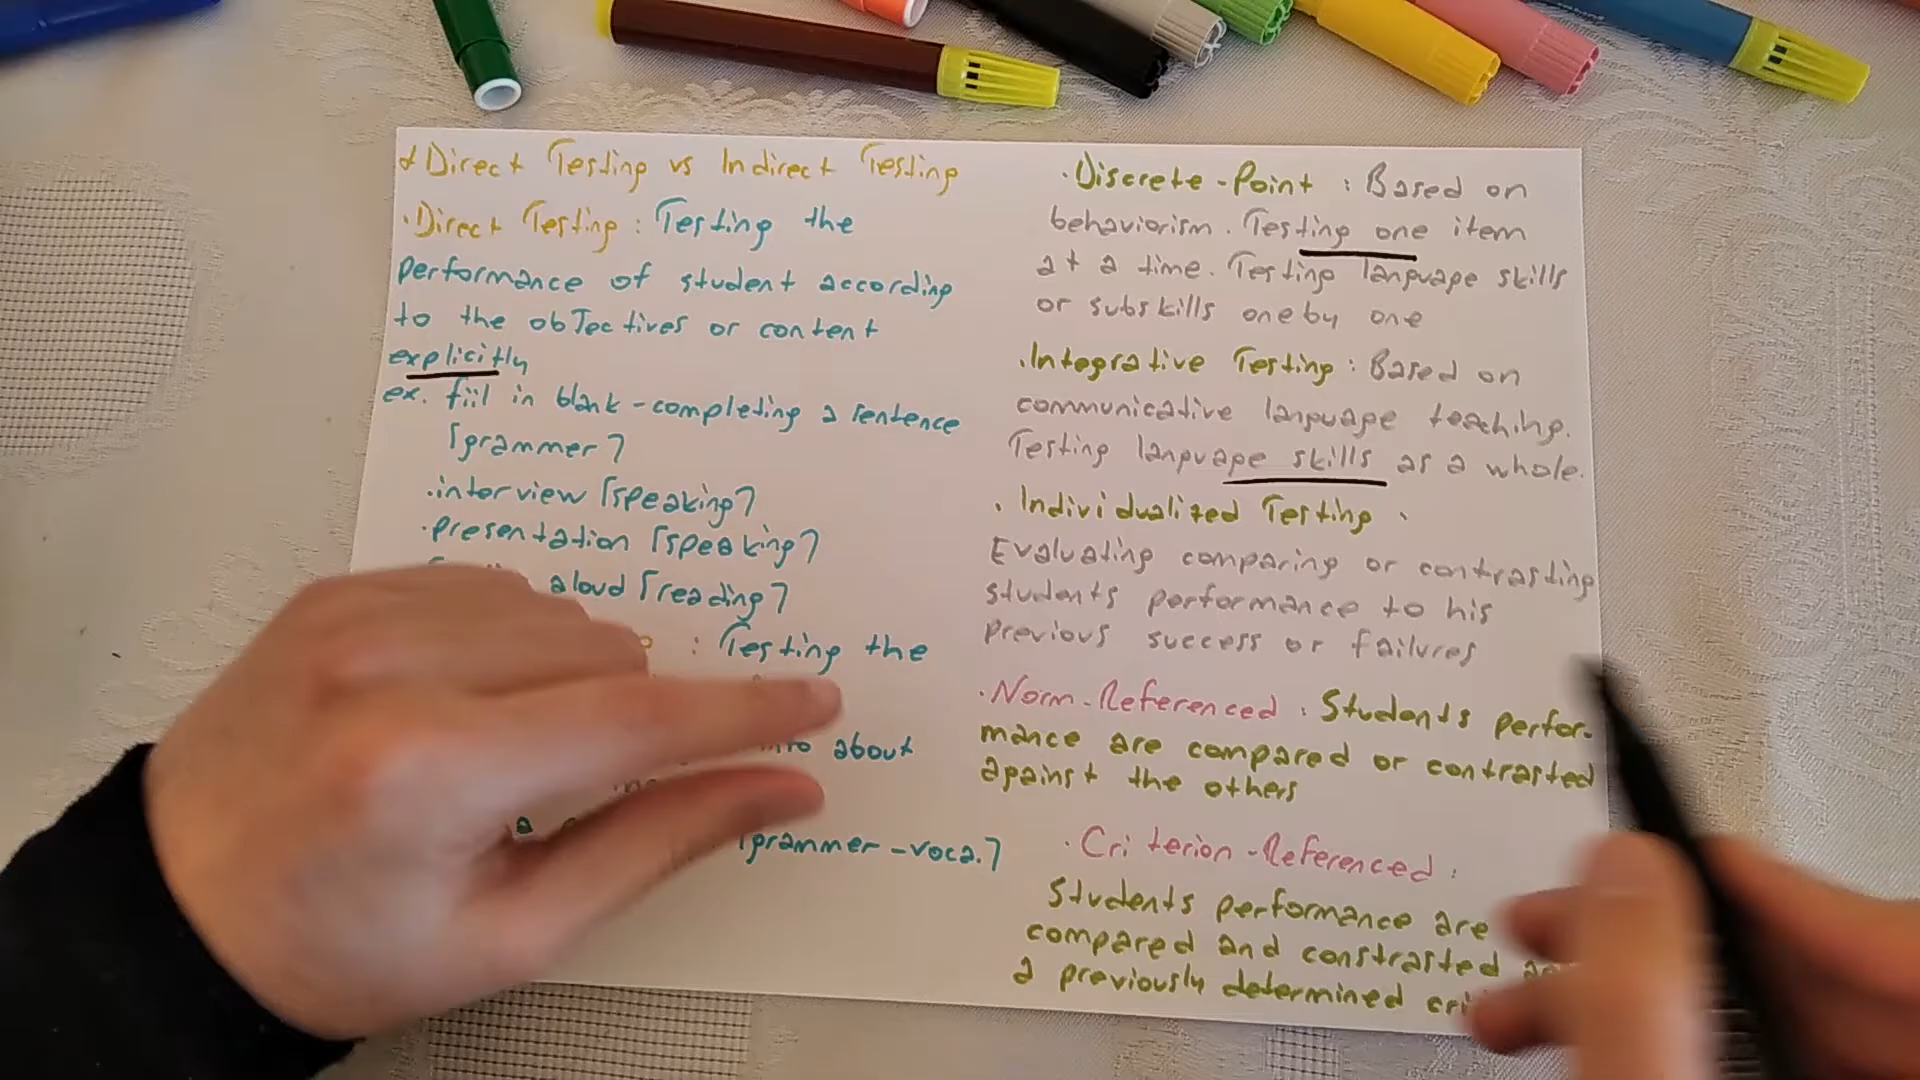 Direct Testing vs Indirect Testing
.Direct Testing : Testing the
performance of student according
to the objectives or content
explicitly
ex. fiil in blank-completing a sentence
[grammer]
.interview [speaking]
.presentation [speaking]
aloud [reading]
: Testing the
about
[grammer-voca.]
.Discrete-Point : Based on
behaviorism. Testing one item
at a time. Testing language skills
or subskills one by one
.Integrative Testing : Based on
communicative language teaching.
Testing language skills as a whole.
. Individualized Testing .
Evaluating comparing or contrasting
students performance to his
previous success or failures
.Norm-Referenced : Students perfor-
mance are compared or contrasted
against the others
.Criterion-Referenced :
Students performance are
compared and constrasted
a previously determined